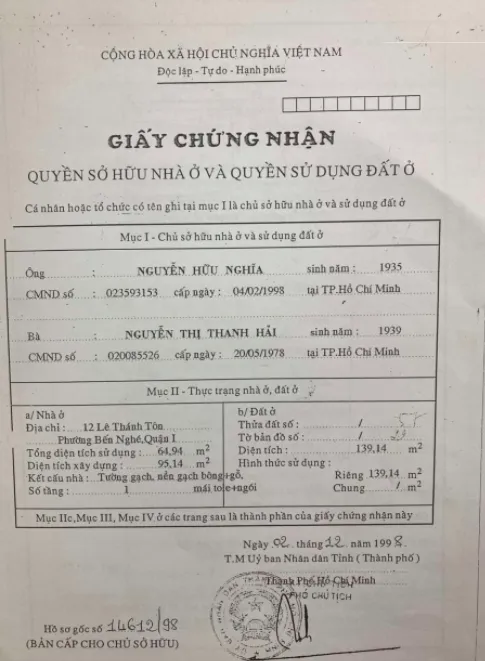 CỘNG HÒA XÃ HỘI CHỦ NGHĨA VIỆT NAM
Độc lập - Tự do - Hạnh phúc
GIẤY CHỨNG NHẬN
QUYỀN SỞ HỮU NHÀ Ở VÀ QUYỀN SỬ DỤNG ĐẤT Ở
Cá nhân hoặc tổ chức có tên ghi tại mục I là chủ sở hữu nhà ở và sử dụng đất ở
Mục I - Chủ sở hữu nhà ở và sử dụng đất ở
Ông : NGUYỄN HỮU NGHĨA sinh năm : 1935
CMND số : 023593153 cấp ngày : 04/02/1998 tại TP.Hồ Chí Minh
Bà : NGUYỄN THỊ THANH HẢI sinh năm : 1939
CMND số : 020085526 cấp ngày : 20/05/1978 tại TP.Hồ Chí Minh
Mục II - Thực trạng nhà ở, đất ở
a/ Nhà ở
Địa chỉ : 12 Lê Thánh Tôn
Phường Bến Nghé,Quận I
Tổng diện tích sử dụng : 64,94 m2
Diện tích xây dựng : 95,14 m2
Kết cấu nhà : Tường gạch, nền gạch bông+gỗ,
Số tầng : 1 mái tole+ngói
b/ Đất ở
Thửa đất số : /
Tờ bản đồ số : /
Diện tích : 139,14 m2
Hình thức sử dụng :
Riêng 139,14 m2
Chung / m2
Mục IIc,Mục III, Mục IV ở các trang sau là thành phần của giấy chứng nhận này
Ngày 02 tháng 12 năm 1998
T.M Uỷ ban Nhân dân Tỉnh ( Thành phố )
Thành Phố Hồ Chí Minh
PHÓ CHỦ TỊCH
Hồ sơ gốc số 14612/98
(BẢN CẤP CHO CHỦ SỞ HỮU)